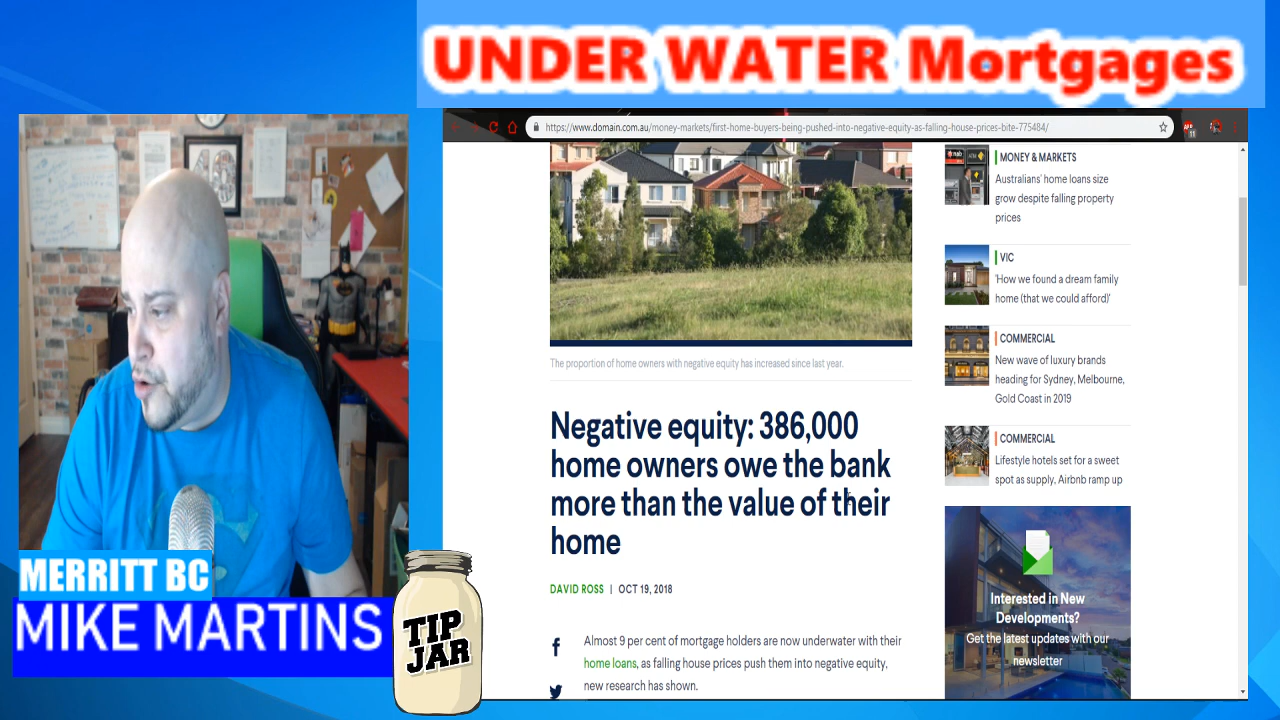 UNDER WATER Mortgages
https://www.domain.com.au/money-markets/first-home-buyers-being-pushed-into-negative-equity-as-falling-house-prices-bite-775484/
The proportion of home owners with negative equity has increased since last year.
Negative equity: 386,000
home owners owe the bank
more than the value of their
home
DAVID ROSS | OCT 19, 2018
Almost 9 per cent of mortgage holders are now underwater with their
home loans, as falling house prices push them into negative equity,
new research has shown.
MONEY & MARKETS
Australians' home loans size
grow despite falling property
prices
VIC
'How we found a dream family
home (that we could afford)'
COMMERCIAL
New wave of luxury brands
heading for Sydney, Melbourne,
Gold Coast in 2019
COMMERCIAL
Lifestyle hotels set for a sweet
spot as supply, Airbnb ramp up
Interested in New
Developments?
Get the latest updates with our
newsletter
MERRITT BC
MIKE MARTINS
TIP
JAR